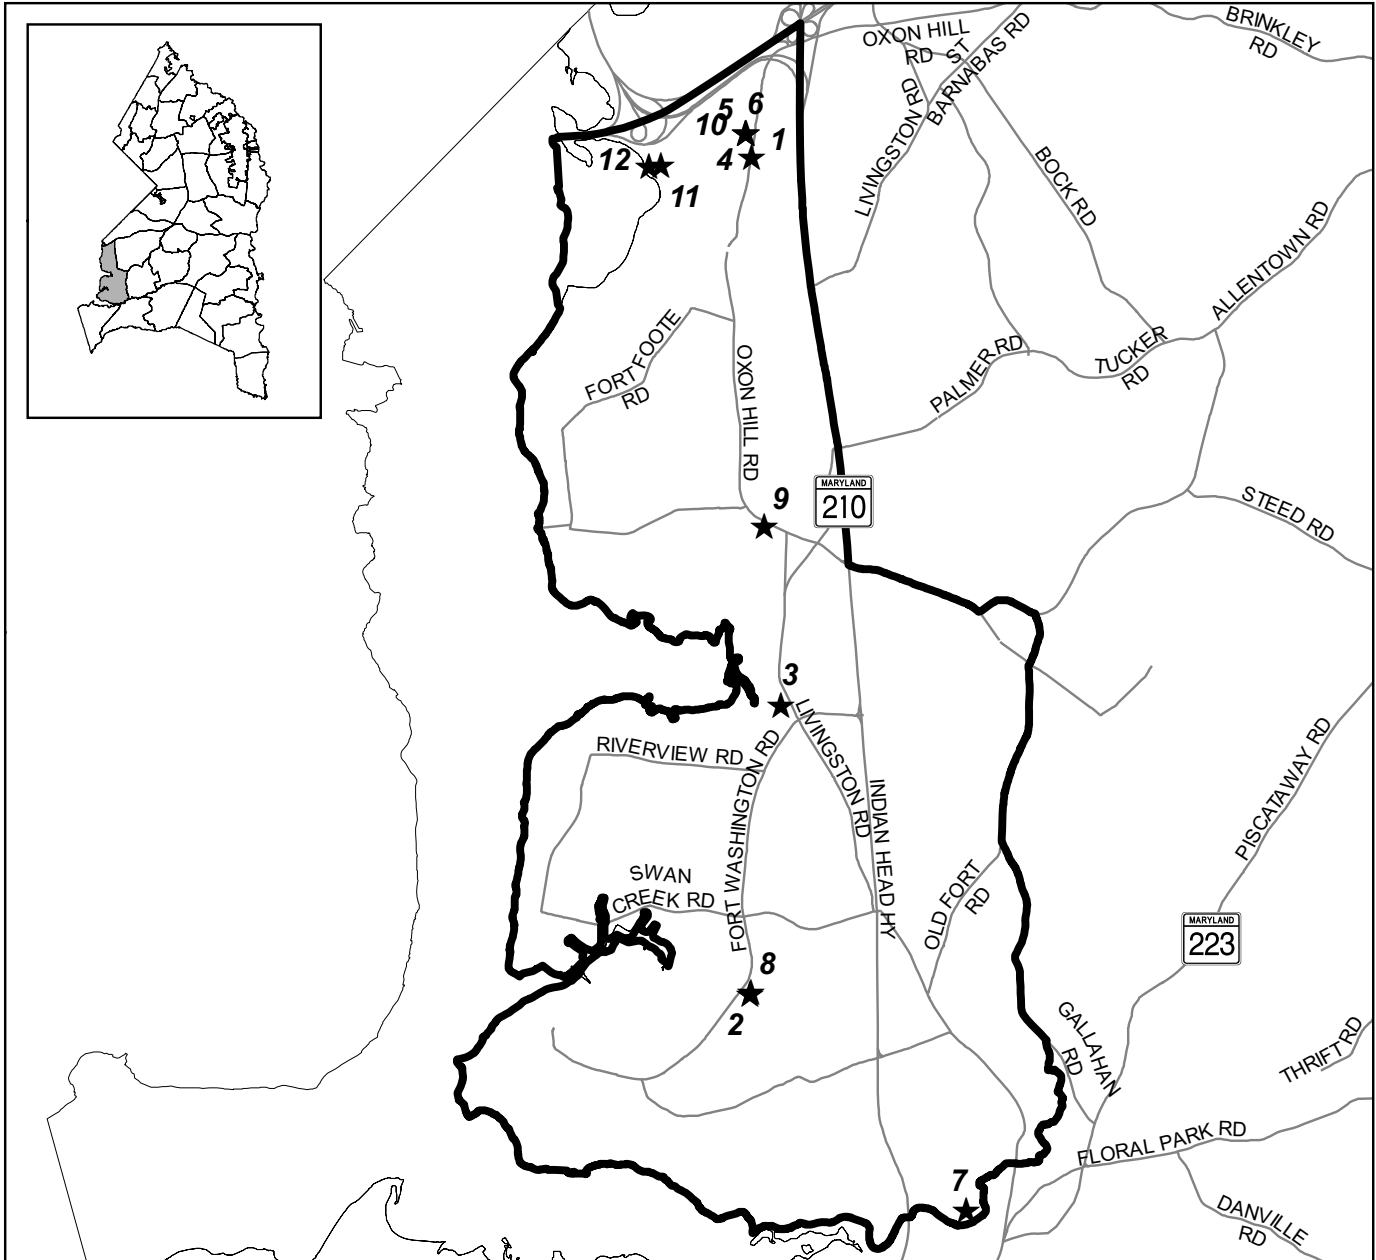 OXON HILL
RD
ST
BARNABAS RD
BRINKLEY
RD
LIVINGSTON RD
5
6
10
1
4
12
11
BOCK RD
ALLENTOWN RD
FORT FOOTE
RD
OXON HILL RD
PALMER RD
TUCKER
RD
9
MARYLAND
210
STEED RD
3
LIVINGSTON RD
RIVERVIEW RD
FORT WASHINGTON RD
INDIAN HEAD HY
PISCATAWAY RD
SWAN
CREEK RD
OLD FORT
RD
MARYLAND
223
8
2
GALLAHAN
RD
THRIFT RD
FLORAL PARK RD
7
DANVILLE
RD